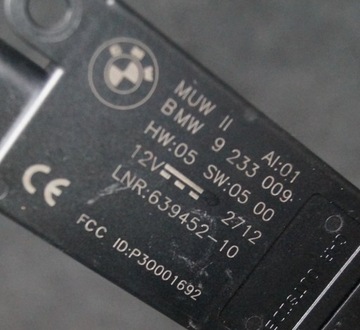 MUW II AI:01
BMW 9 233 009
HW:05 SW:05 00
12V 2712
LNR:639452-10
CE
FCC ID:P30001692